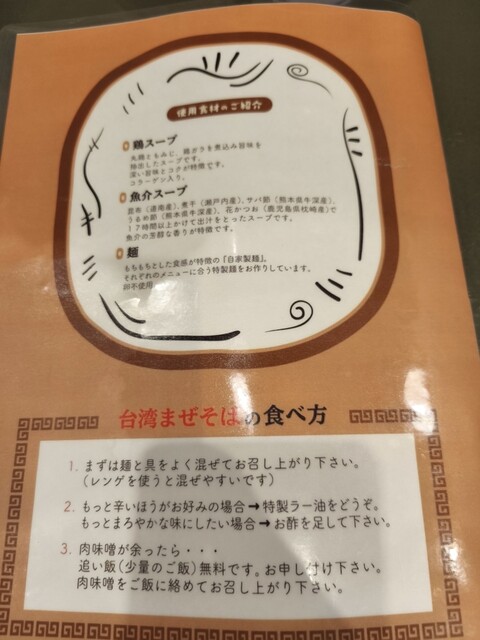 使用食材のご紹介
鶏スープ
丸鶏ともみじ、鶏ガラを煮込み旨味を
抽出したスープです。
深い旨味とコクが特徴です。
コラーゲン入り。
魚介スープ
昆布(道南産)、煮干(瀬戸内産)、サバ節(熊本県牛深産)、
うるめ節(熊本県牛深産)、花かつお(鹿児島県枕崎産)で
17時間以上かけて出汁をとったスープです。
魚介の芳醇な香りが特徴です。
麺
もちもちとした食感が特徴の「自家製麺」。
それぞれのメニューに合う特製麺をお作りしています。
卵不使用
台湾まぜそばの食べ方
1. まずは麺と具をよく混ぜてお召し上がり下さい。
(レンゲを使うと混ぜやすいです)
2. もっと辛いほうがお好みの場合➞特製ラー油をどうぞ。
もっとまろやかな味にしたい場合➞お酢を足して下さい。
3. 肉味噌が余ったら・・・
追い飯(少量のご飯)無料です。お申し付け下さい。
肉味噌をご飯に絡めてお召し上がり下さい。